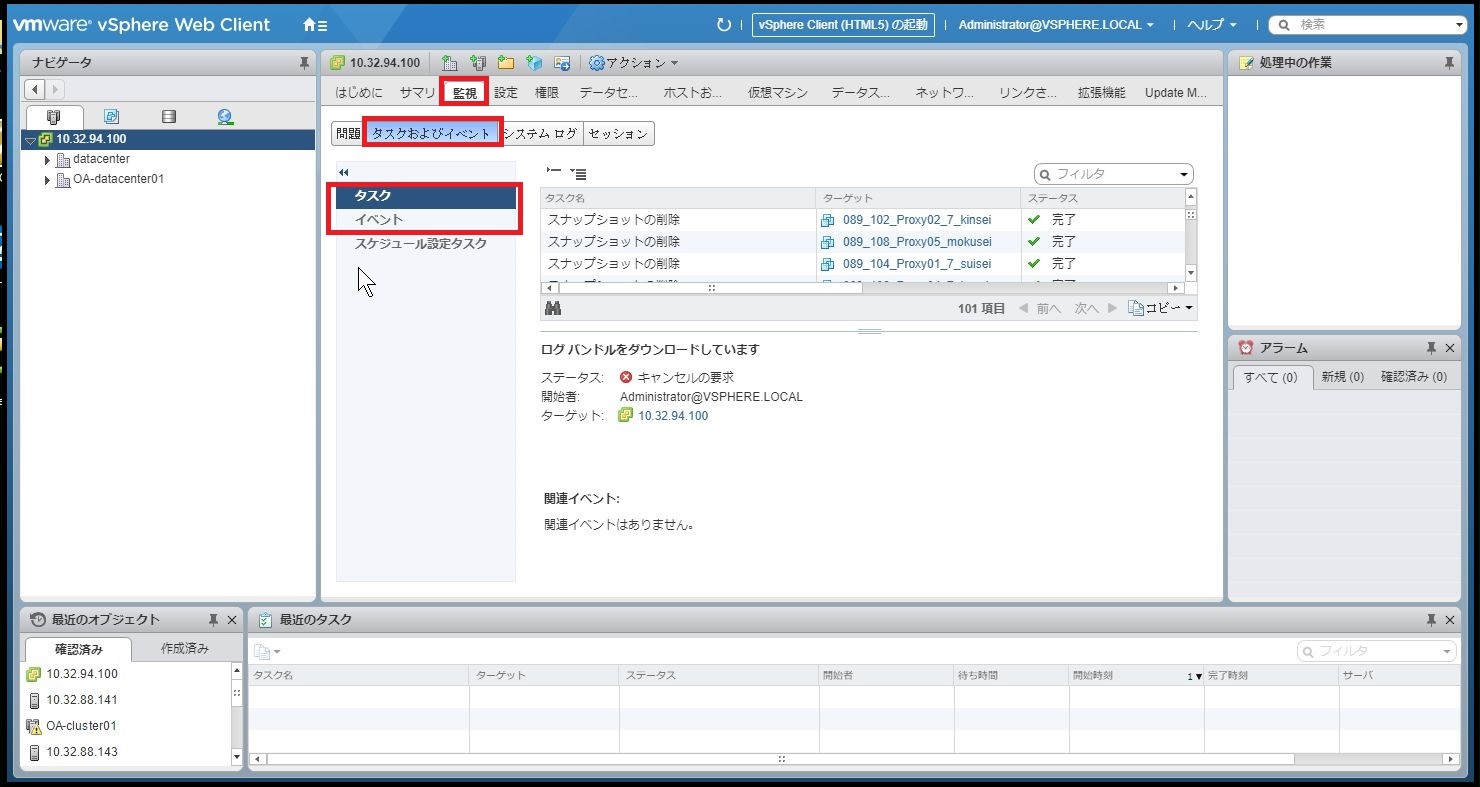 vmware vSphere Web Client
vSphere Client (HTML5) の起動
Administrator@VSPHERE.LOCAL
ヘルプ
検索
ナビゲータ
10.32.94.100
datacenter
OA-datacenter01
10.32.94.100
アクション
はじめに サマリ 監視 設定 権限 データセ... ホストお... 仮想マシン データス... ネットワ... リンクさ... 拡張機能 Update M...
問題 タスクおよびイベント システム ログ セッション
タスク
イベント
スケジュール設定タスク
フィルタ
タスク名 ターゲット ステータス
スナップショットの削除 089_102_Proxy02_7_kinsei 完了
スナップショットの削除 089_108_Proxy05_mokusei 完了
スナップショットの削除 089_104_Proxy01_7_suisei 完了
101 項目 前へ 次へ コピー
ログ バンドルをダウンロードしています
ステータス: キャンセルの要求
開始者: Administrator@VSPHERE.LOCAL
ターゲット: 10.32.94.100
関連イベント:
関連イベントはありません。
処理中の作業
アラーム
すべて (0) 新規 (0) 確認済み (0)
最近のオブジェクト
確認済み 作成済み
10.32.94.100
10.32.88.141
OA-cluster01
10.32.88.143
最近のタスク
フィルタ
タスク名 ターゲット ステータス 開始者 待ち時間 開始時刻 1▼ 完了時刻 サーバ